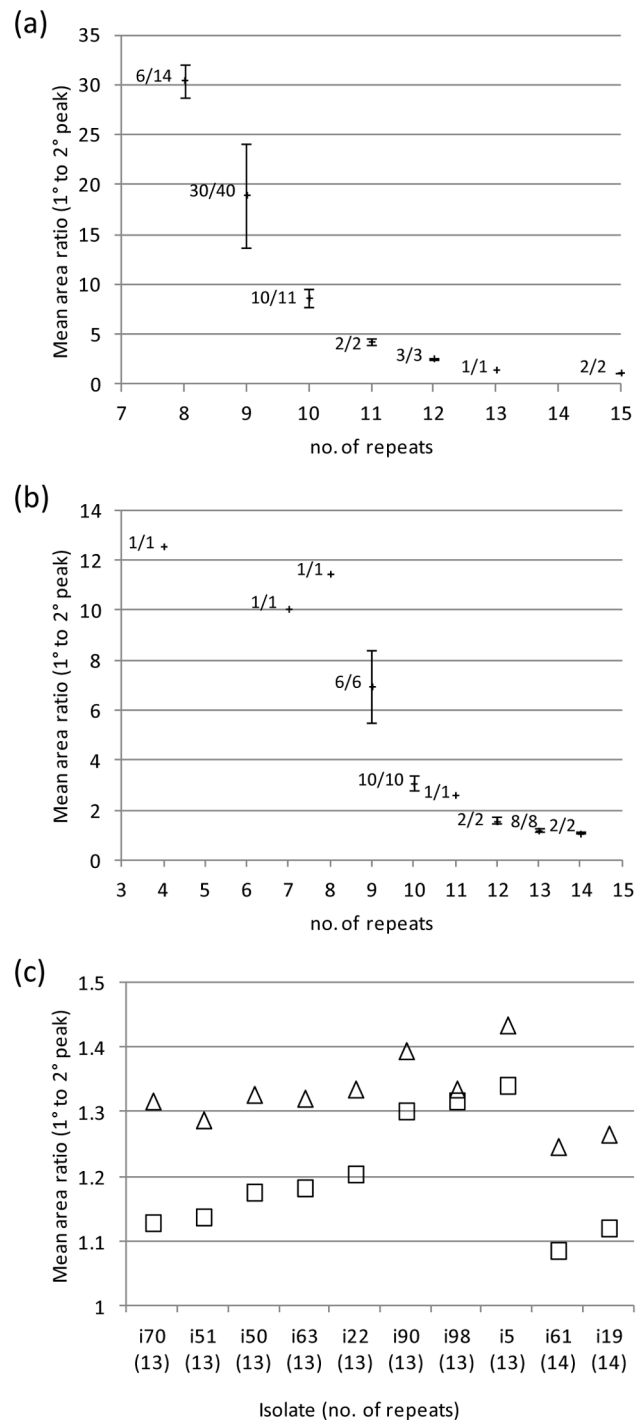 (a)
Mean area ratio (1° to 2° peak)
35
30
25
20
15
10
5
0
6/14
30/40
10/11
2/2
3/3
1/1
2/2
7 8 9 10 11 12 13 14 15
no. of repeats
(b)
Mean area ratio (1° to 2° peak)
14
12
10
8
6
4
2
0
1/1
1/1
1/1
6/6
10/10
1/1
2/2
8/8
2/2
3 4 5 6 7 8 9 10 11 12 13 14 15
no. of repeats
(c)
Mean area ratio (1° to 2° peak)
1.5
1.4
1.3
1.2
1.1
1
i70 i51 i50 i63 i22 i90 i98 i5 i61 i19
(13) (13) (13) (13) (13) (13) (13) (13) (14) (14)
Isolate (no. of repeats)